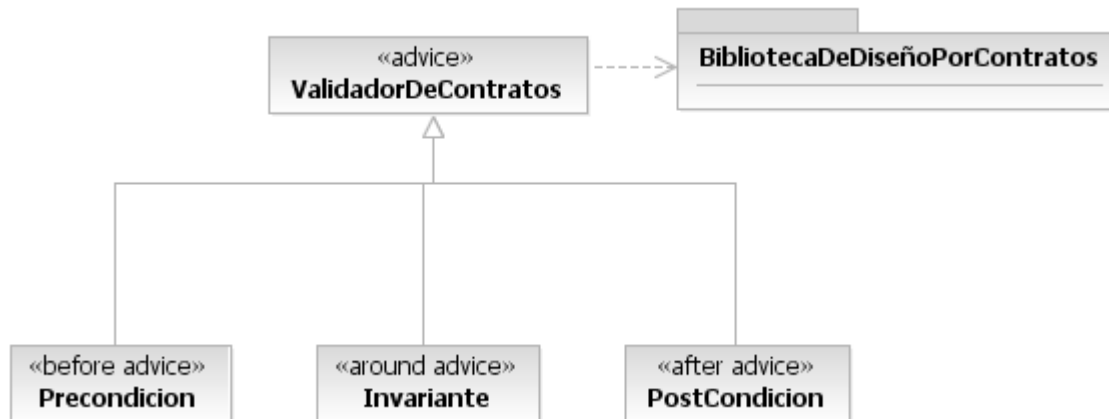 «advice»
ValidadorDeContratos
BibliotecaDeDiseñoPorContratos
«before advice»
Precondicion
«around advice»
Invariante
«after advice»
PostCondicion